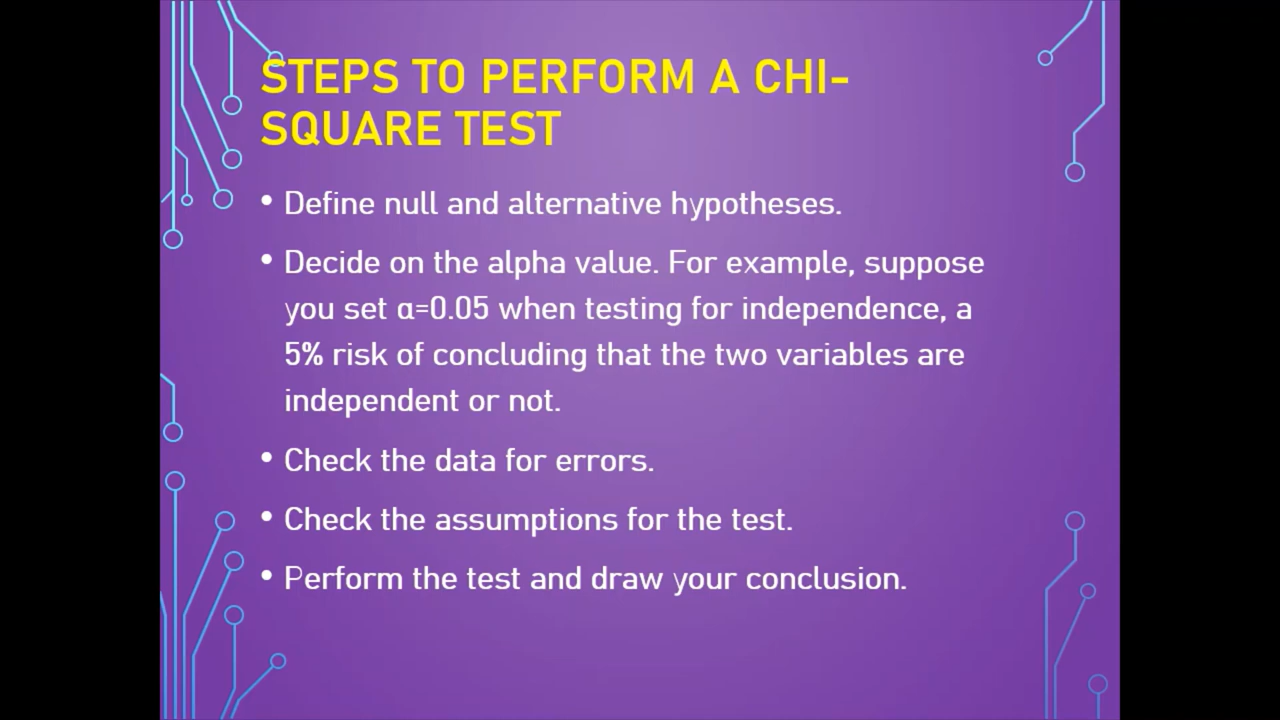 STEPS TO PERFORM A CHI-
SQUARE TEST
• Define null and alternative hypotheses.
• Decide on the alpha value. For example, suppose
you set α=0.05 when testing for independence, a
5% risk of concluding that the two variables are
independent or not.
• Check the data for errors.
• Check the assumptions for the test.
• Perform the test and draw your conclusion.